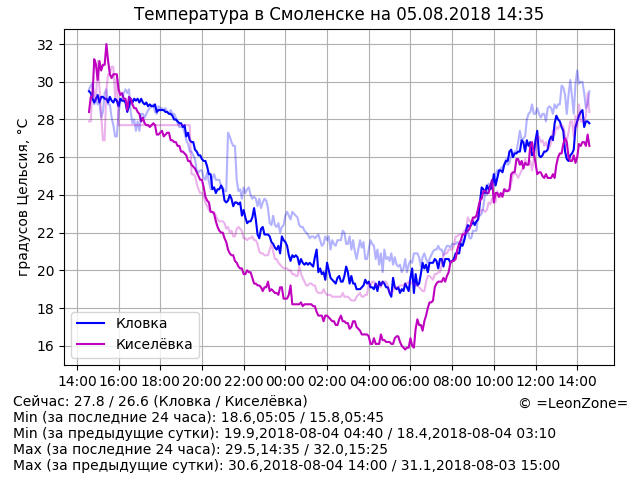 Температура в Смоленске на 05.08.2018 14:35
градусов Цельсия, °C
32
30
28
26
24
22
20
18
16
Кловка
Киселёвка
14:00 16:00 18:00 20:00 22:00 00:00 02:00 04:00 06:00 08:00 10:00 12:00 14:00
Сейчас: 27.8 / 26.6 (Кловка / Киселёвка)
© =LeonZone=
Min (за последние 24 часа): 18.6,05:05 / 15.8,05:45
Min (за предыдущие сутки): 19.9,2018-08-04 04:40 / 18.4,2018-08-04 03:10
Max (за последние 24 часа): 29.5,14:35 / 32.0,15:25
Max (за предыдущие сутки): 30.6,2018-08-04 14:00 / 31.1,2018-08-03 15:00